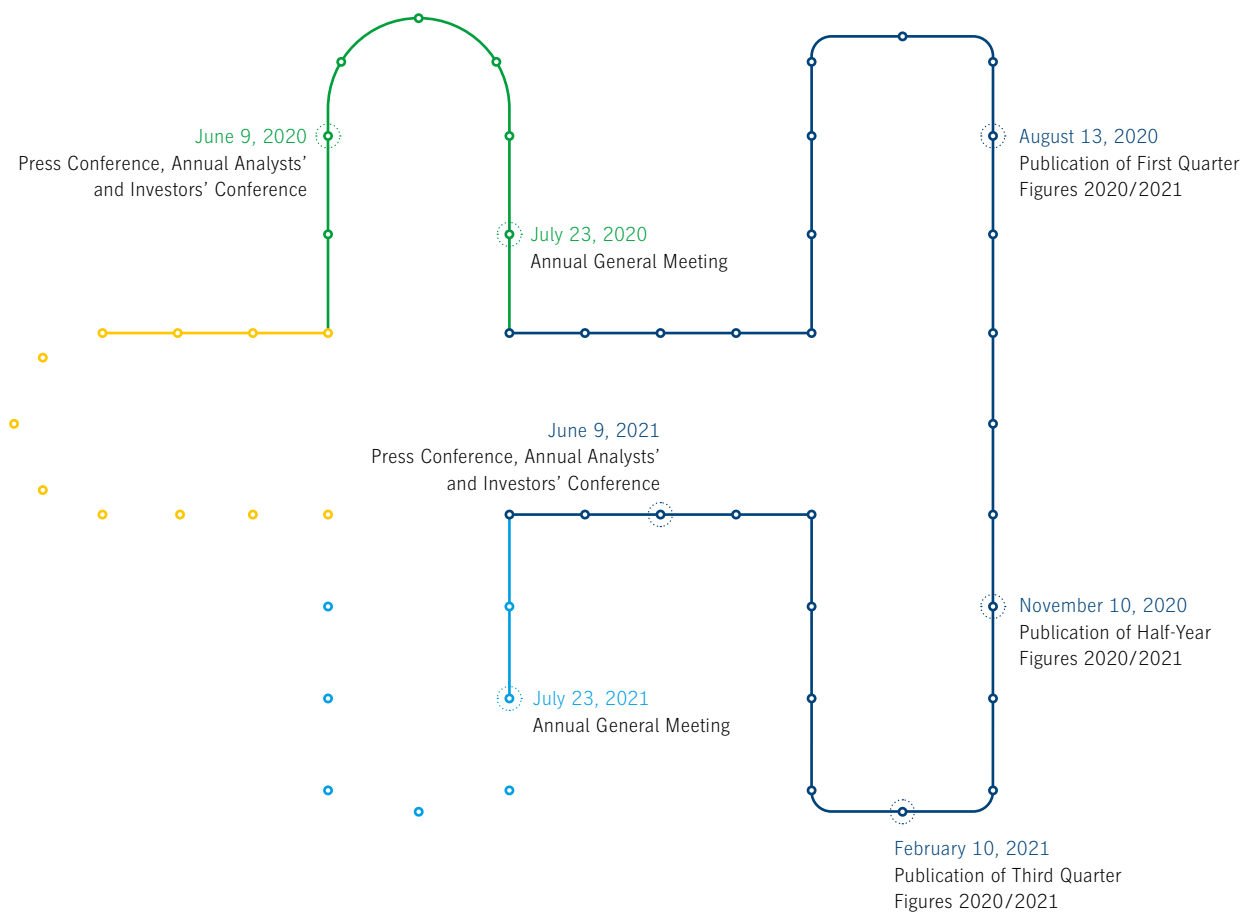 June 9, 2020
Press Conference, Annual Analysts’
and Investors’ Conference
July 23, 2020
Annual General Meeting
August 13, 2020
Publication of First Quarter
Figures 2020/2021
November 10, 2020
Publication of Half-Year
Figures 2020/2021
February 10, 2021
Publication of Third Quarter
Figures 2020/2021
June 9, 2021
Press Conference, Annual Analysts’
and Investors’ Conference
July 23, 2021
Annual General Meeting